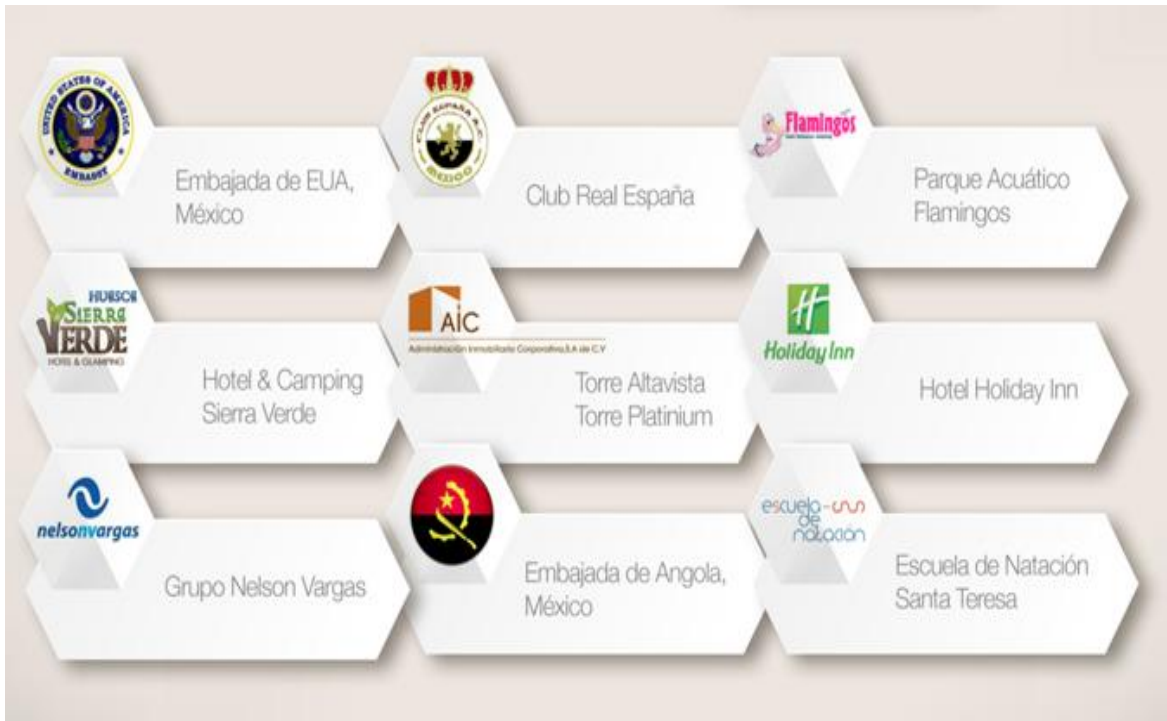 UNITED STATES OF AMERICA
EMBASSY
Embajada de EUA,
México
CLUB ESPAÑA A.C.
MEXICO
Club Real España
Flamingos
Parque Acuático
Flamingos
HUESCA
SIERRA
VERDE
HOTEL & GLAMPING
Hotel & Camping
Sierra Verde
AIC
Administración Inmobiliaria Corporativa,S.A de C.V
Torre Altavista
Torre Platinium
H
Holiday Inn
Hotel Holiday Inn
nelsonvargas
Grupo Nelson Vargas
Embajada de Angola,
México
escuela-
de
natación
Escuela de Natación
Santa Teresa